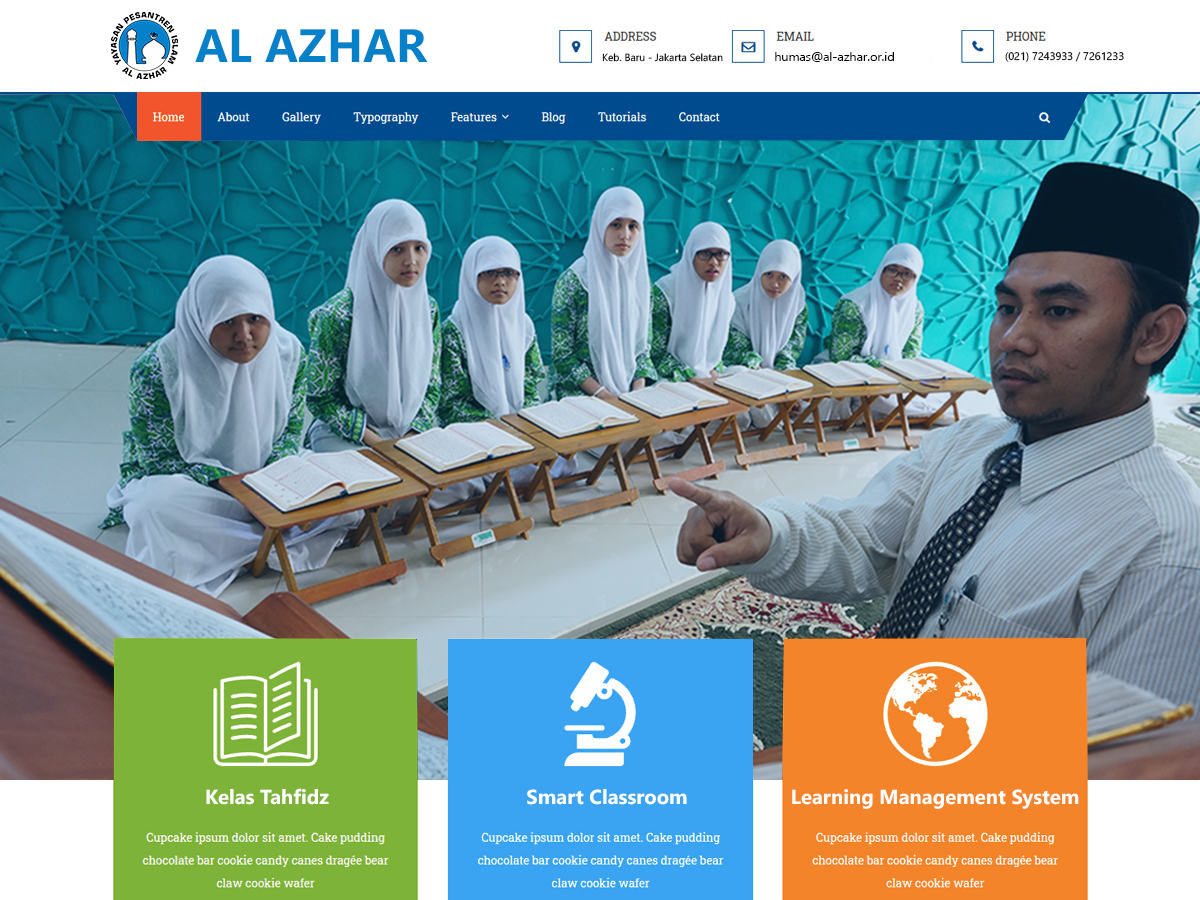 YAYASAN PESANTREN ISLAM
AL AZHAR
AL AZHAR
ADDRESS
Keb. Baru - Jakarta Selatan
EMAIL
humas@al-azhar.or.id
PHONE
(021) 7243933 / 7261233
Home About Gallery Typography Features Blog Tutorials Contact
Kelas Tahfidz
Cupcake ipsum dolor sit amet. Cake pudding
chocolate bar cookie candy canes dragée bear
claw cookie wafer
Smart Classroom
Cupcake ipsum dolor sit amet. Cake pudding
chocolate bar cookie candy canes dragée bear
claw cookie wafer
Learning Management System
Cupcake ipsum dolor sit amet. Cake pudding
chocolate bar cookie candy canes dragée bear
claw cookie wafer